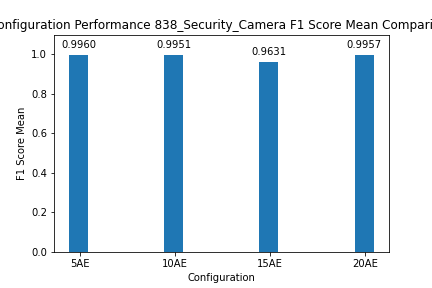 onfiguration Performance 838_Security_Camera F1 Score Mean Compari
0.9960 0.9951 0.9631 0.9957
1.0
0.8
0.6
0.4
0.2
0.0
F1 Score Mean
5AE 10AE 15AE 20AE
Configuration